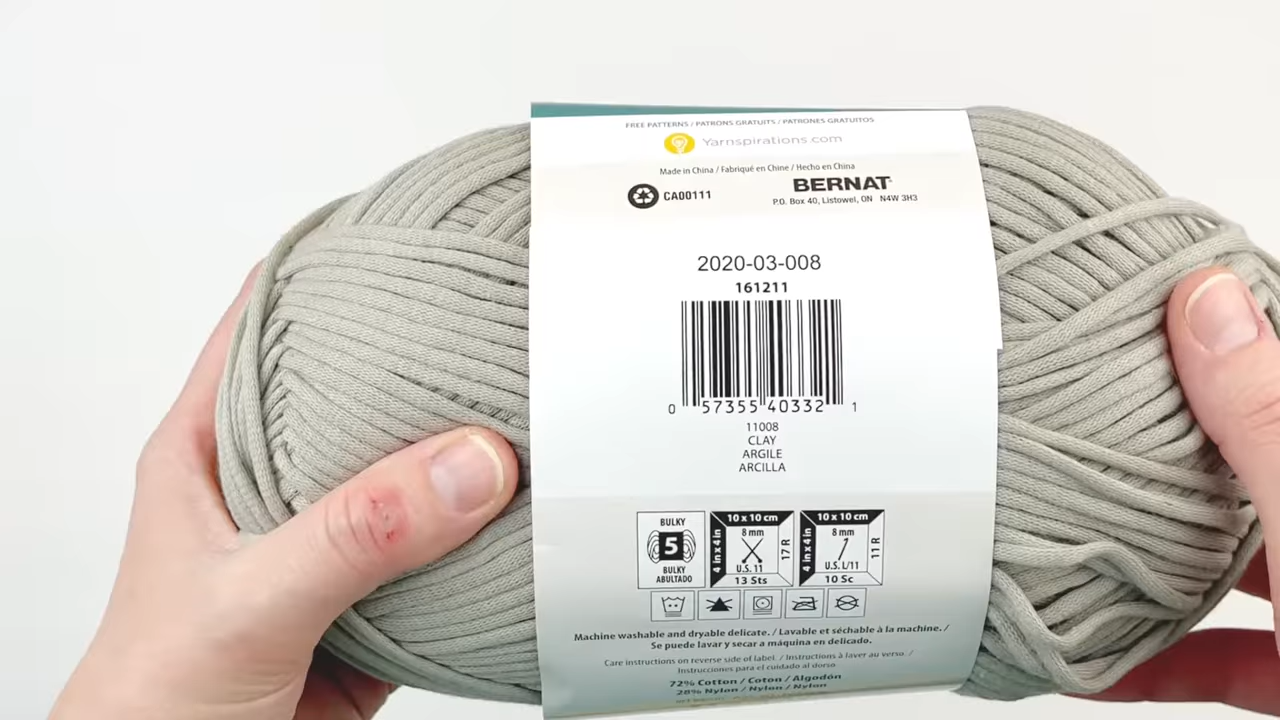 FREE PATTERNS / PATRONS GRATUITS / PATRONES GRATUITOS
Yarnspirations.com
Made in China / Fabriqué en Chine / Hecho en China
CA00111
BERNAT
P.O. Box 40, Listowel, ON N4W 3H3
2020-03-008
161211
0 57355 40332 1
11008
CLAY
ARGILE
ARCILLA
BULKY
5
BULKY
ABULTADO
10 x 10 cm
4 in x 4 in
8 mm
U.S. 11
17 R
13 Sts
10 x 10 cm
4 in x 4 in
8 mm
U.S. L/11
11 R
10 Sc
Machine washable and dryable delicate. / Lavable et séchable à la machine. /
Se puede lavar y secar a máquina en delicado.
Care instructions on reverse side of label. / Instructions à laver au verso. /
Instrucciones para el cuidado al dorso.
72% Cotton / Coton / Algodón
28% Nylon / Nylon / Nylon